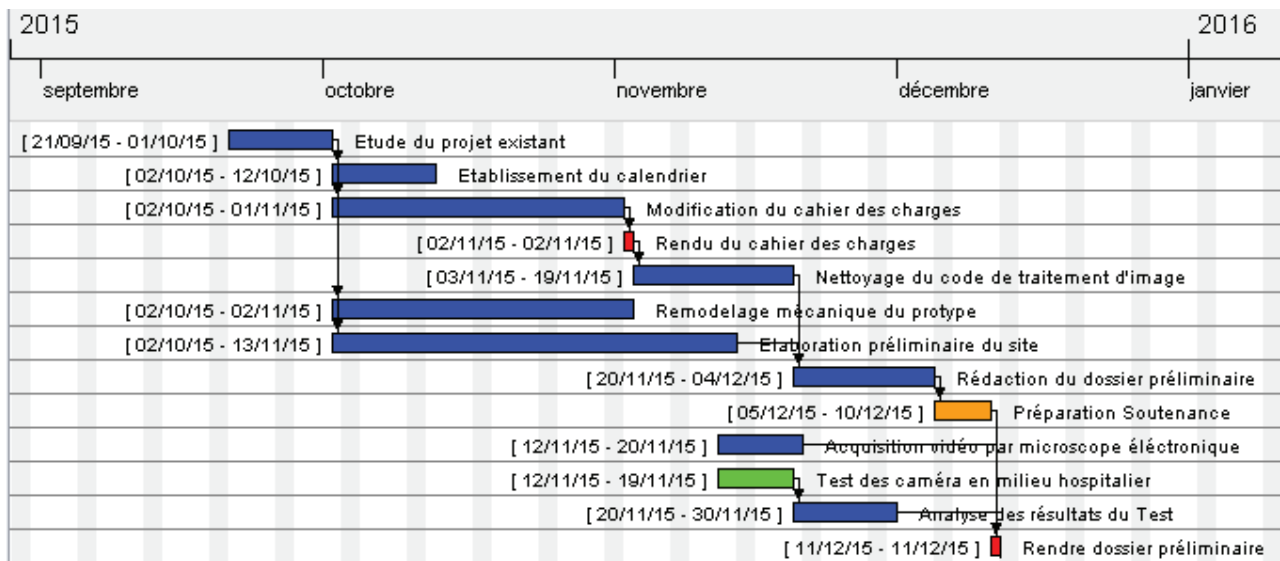 2015 2016
septembre octobre novembre décembre janvier
[ 21/09/15 - 01/10/15 ] Etude du projet existant
[ 02/10/15 - 12/10/15 ] Etablissement du calendrier
[ 02/10/15 - 01/11/15 ] Modification du cahier des charges
[ 02/11/15 - 02/11/15 ] Rendu du cahier des charges
[ 03/11/15 - 19/11/15 ] Nettoyage du code de traitement d'image
[ 02/10/15 - 02/11/15 ] Remodelage mécanique du protype
[ 02/10/15 - 13/11/15 ] Elaboration préliminaire du site
[ 20/11/15 - 04/12/15 ] Rédaction du dossier préliminaire
[ 05/12/15 - 10/12/15 ] Préparation Soutenance
[ 12/11/15 - 20/11/15 ] Acquisition vidéo par microscope éléctronique
[ 12/11/15 - 19/11/15 ] Test des caméra en milieu hospitalier
[ 20/11/15 - 30/11/15 ] Analyse des résultats du Test
[ 11/12/15 - 11/12/15 ] Rendre dossier préliminaire